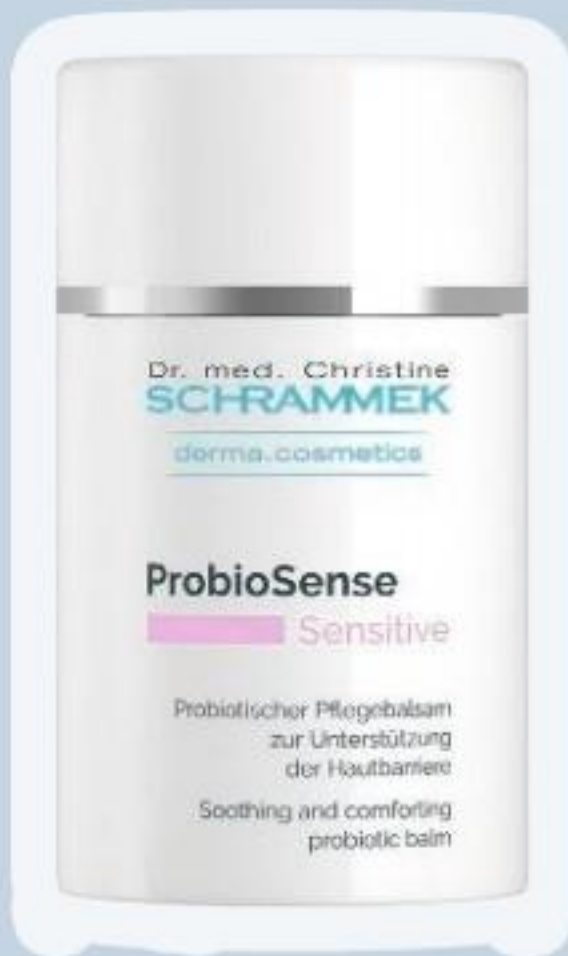 Dr. med. Christine
SCHRAMMEK
derma.cosmetics
ProbioSense
Sensitive
Probiotischer Pflegebalsam
zur Unterstützung
der Hautbarriere
Soothing and comforting
probiotic balm